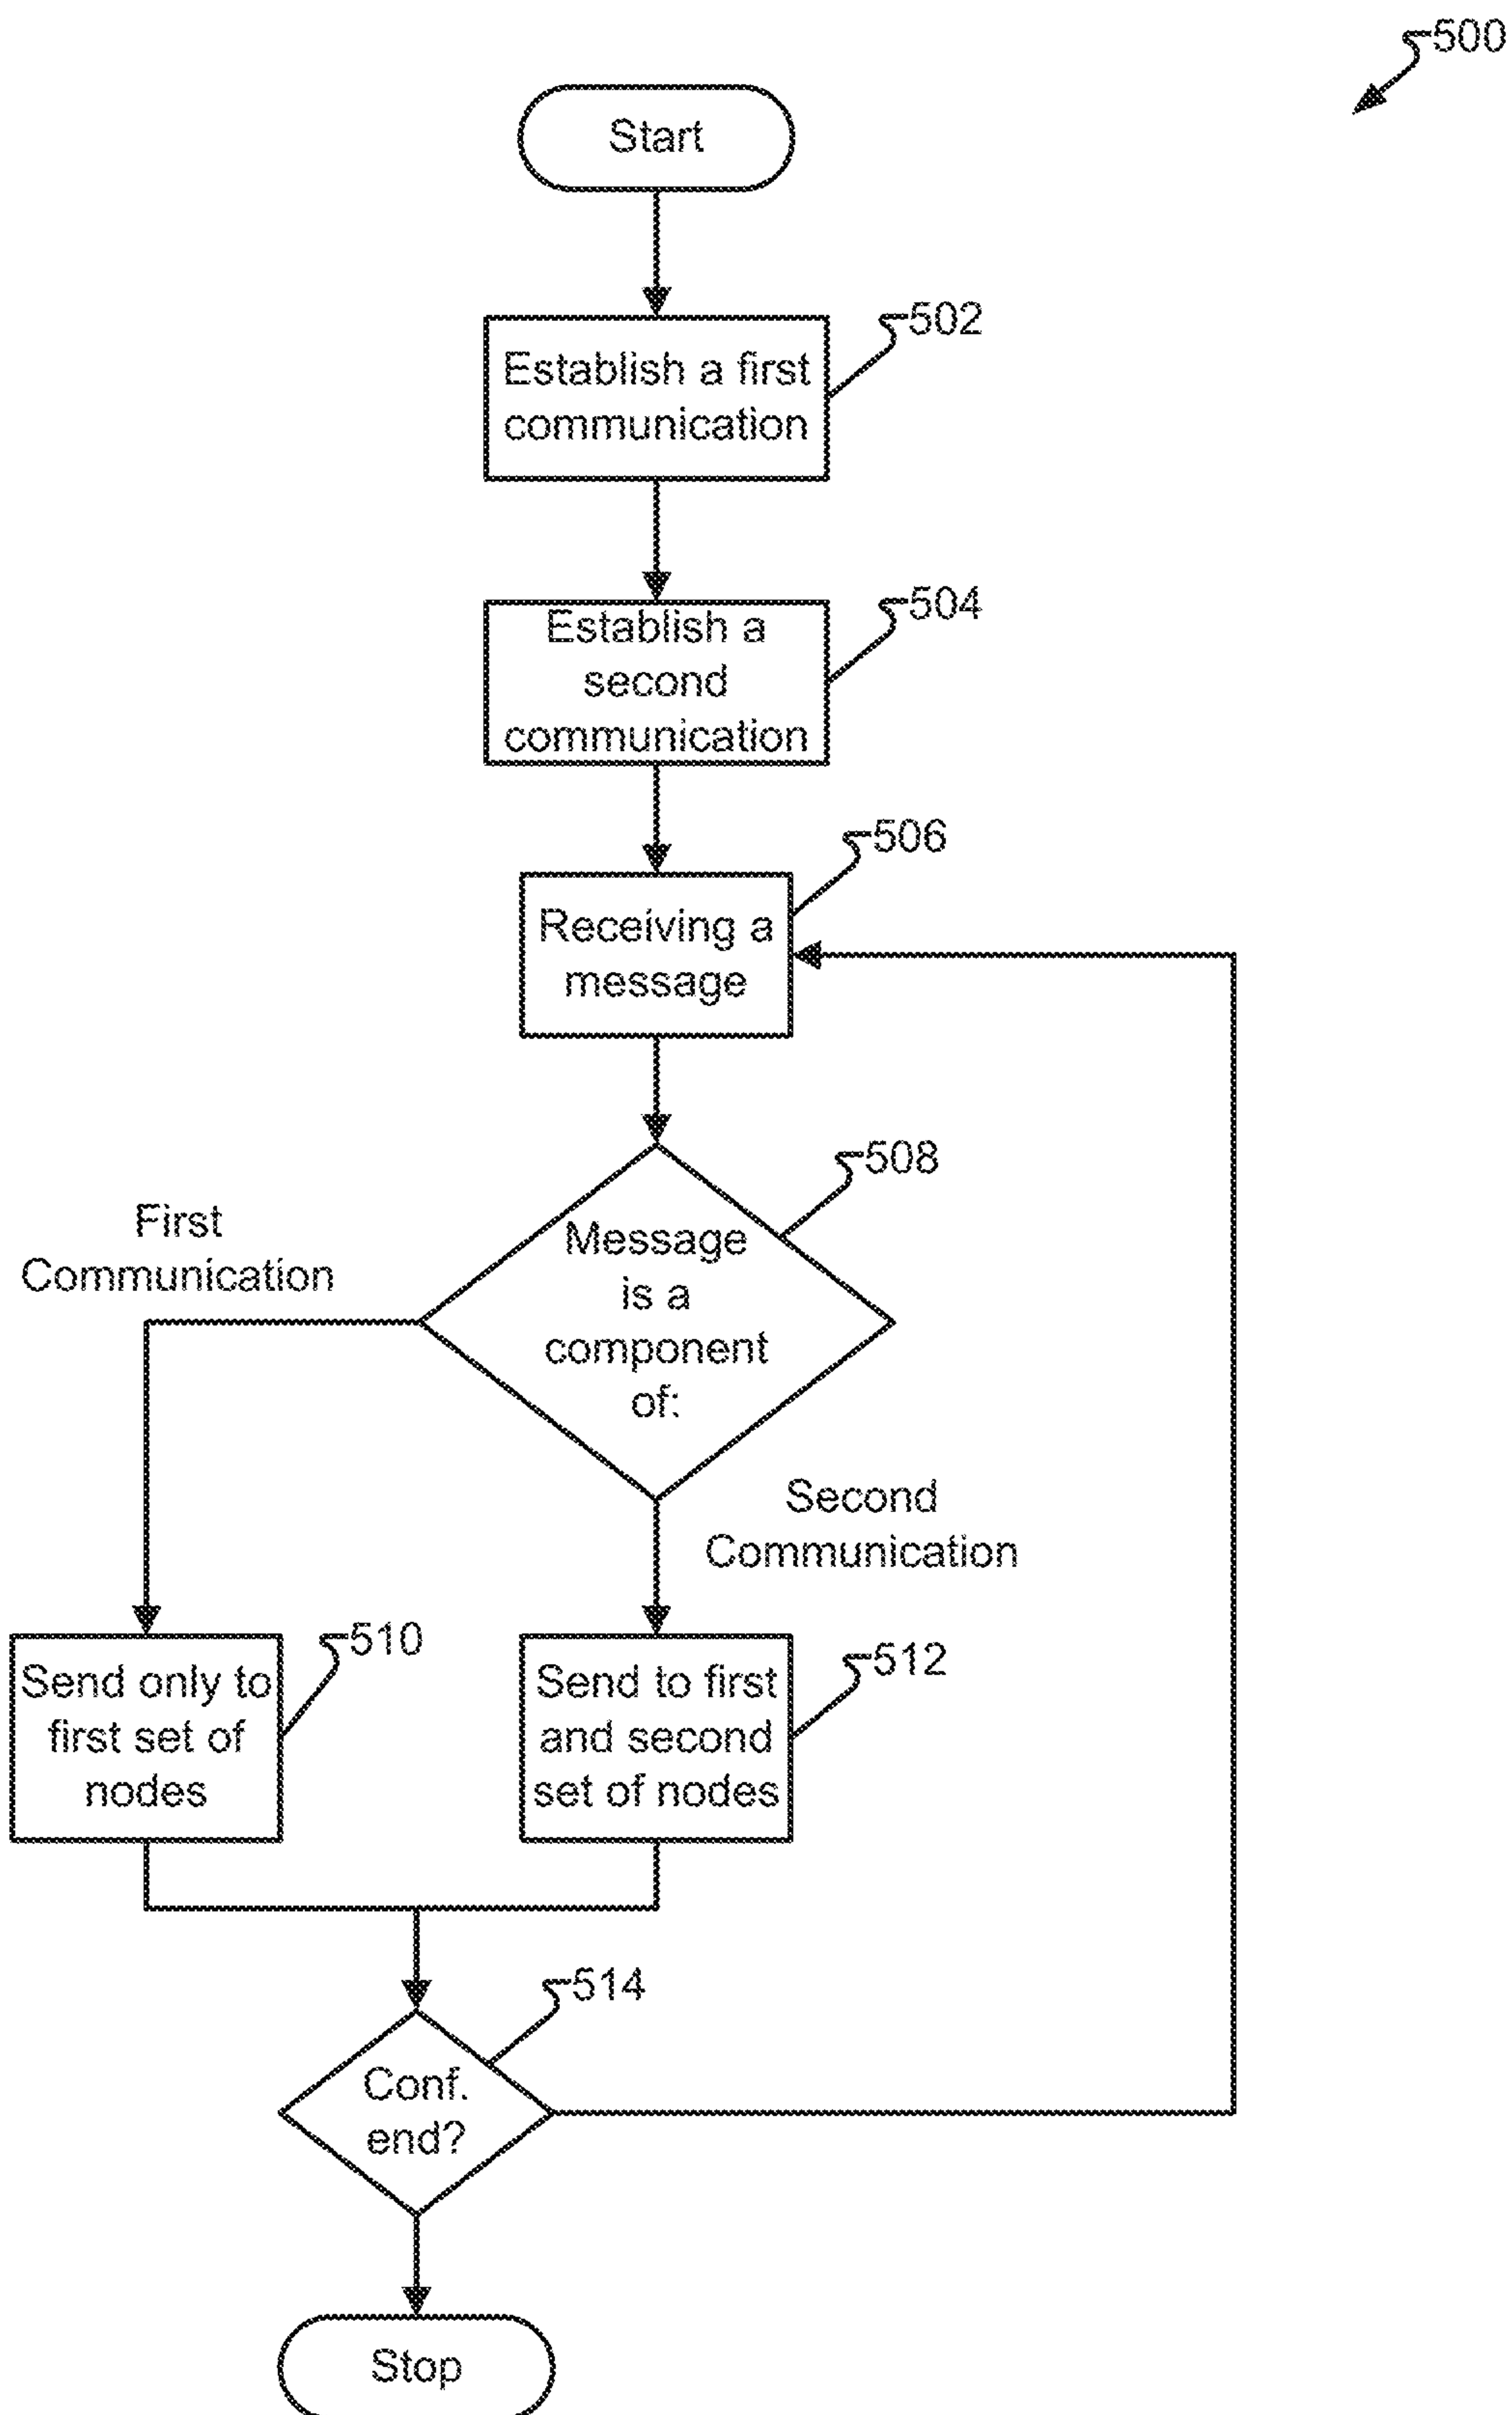 500
Start
502
Establish a first
communication
504
Establish a
second
communication
506
Receiving a
message
508
First
Communication
Message
is a
component
of:
Second
Communication
510
Send only to
first set of
nodes
512
Send to first
and second
set of nodes
514
Conf.
end?
Stop